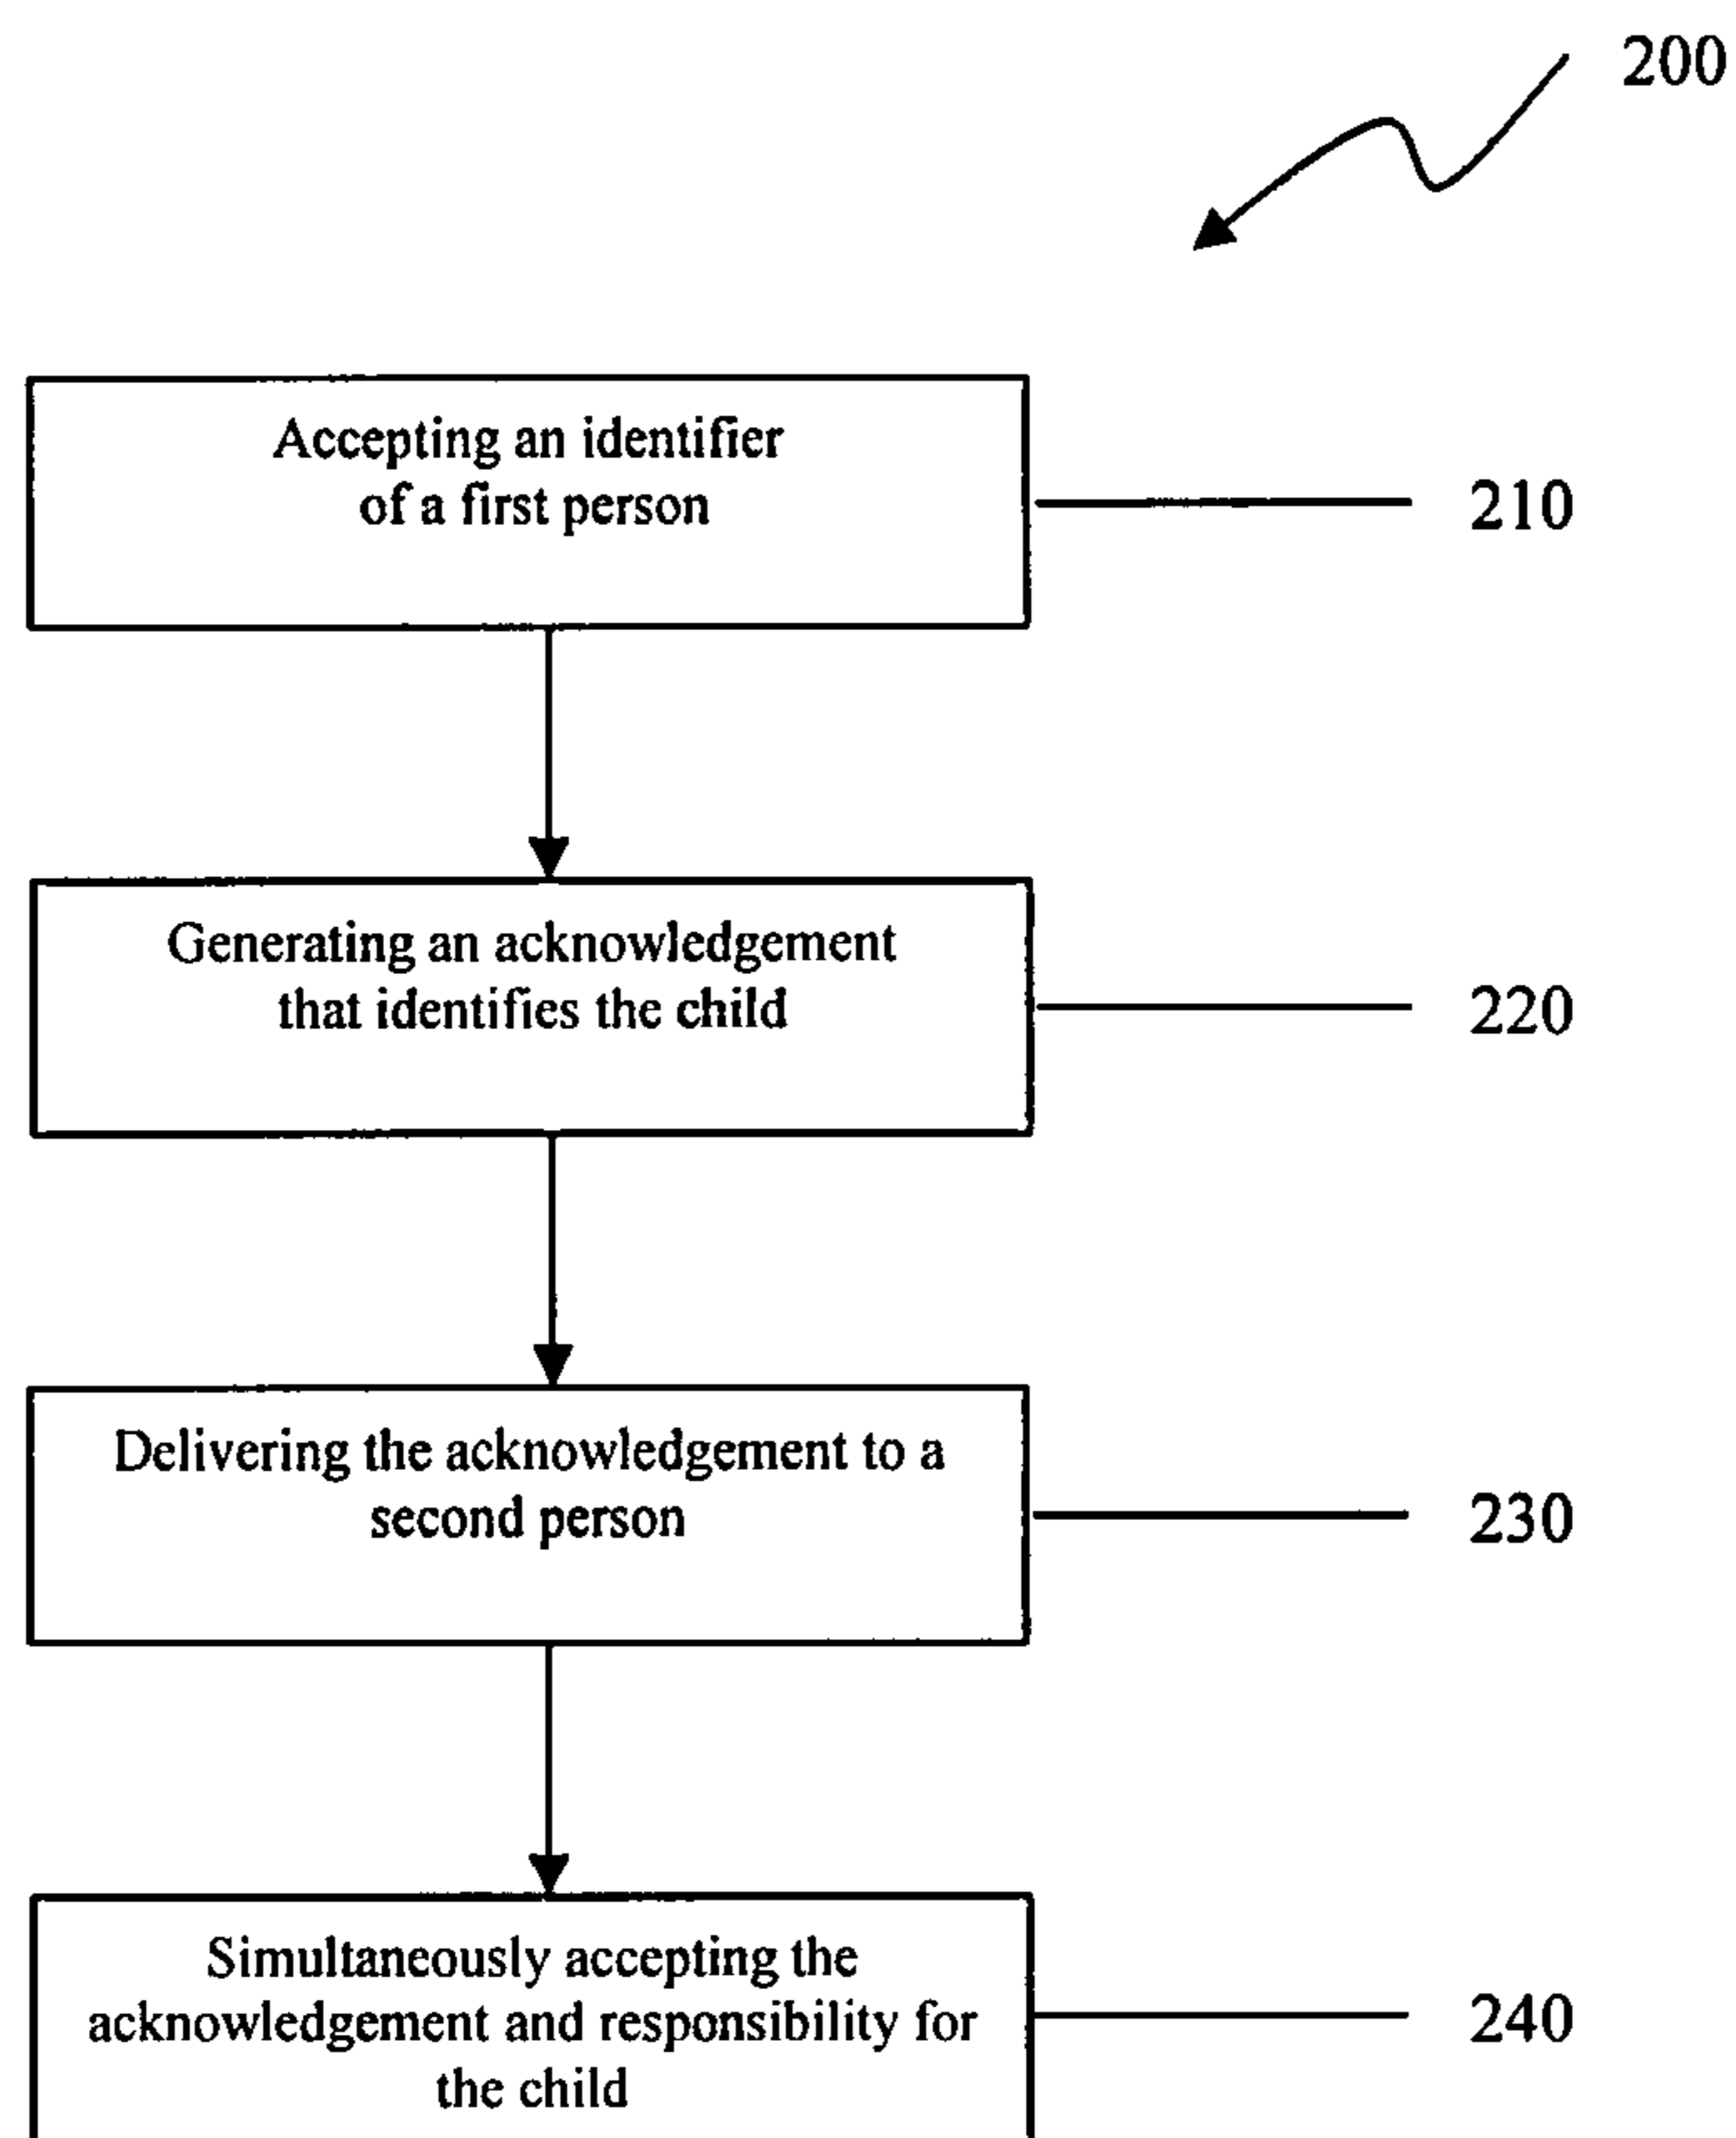 200
Accepting an identifier
of a first person
210
Generating an acknowledgement
that identifies the child
220
Delivering the acknowledgement to a
second person
230
Simultaneously accepting the
acknowledgement and responsibility for
the child
240